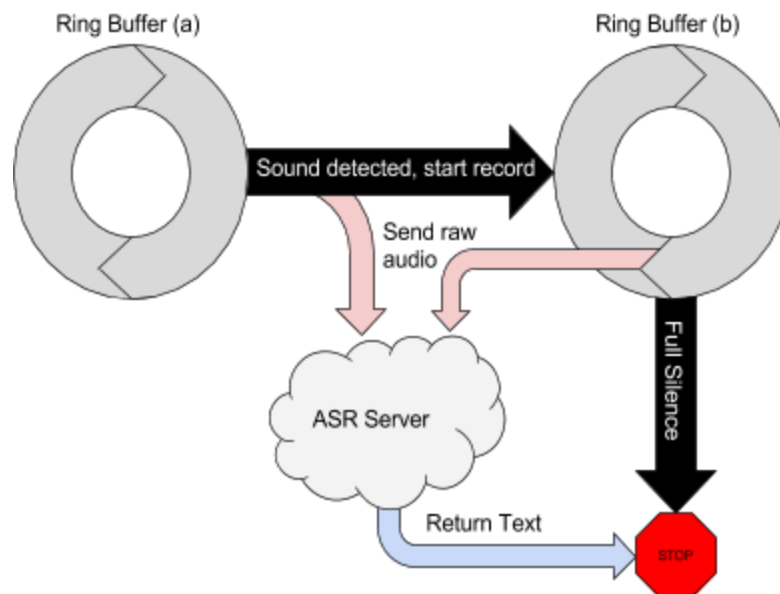 Ring Buffer (a)
Ring Buffer (b)
Sound detected, start record
Send raw
audio
Full Silence
ASR Server
Return Text
STOP